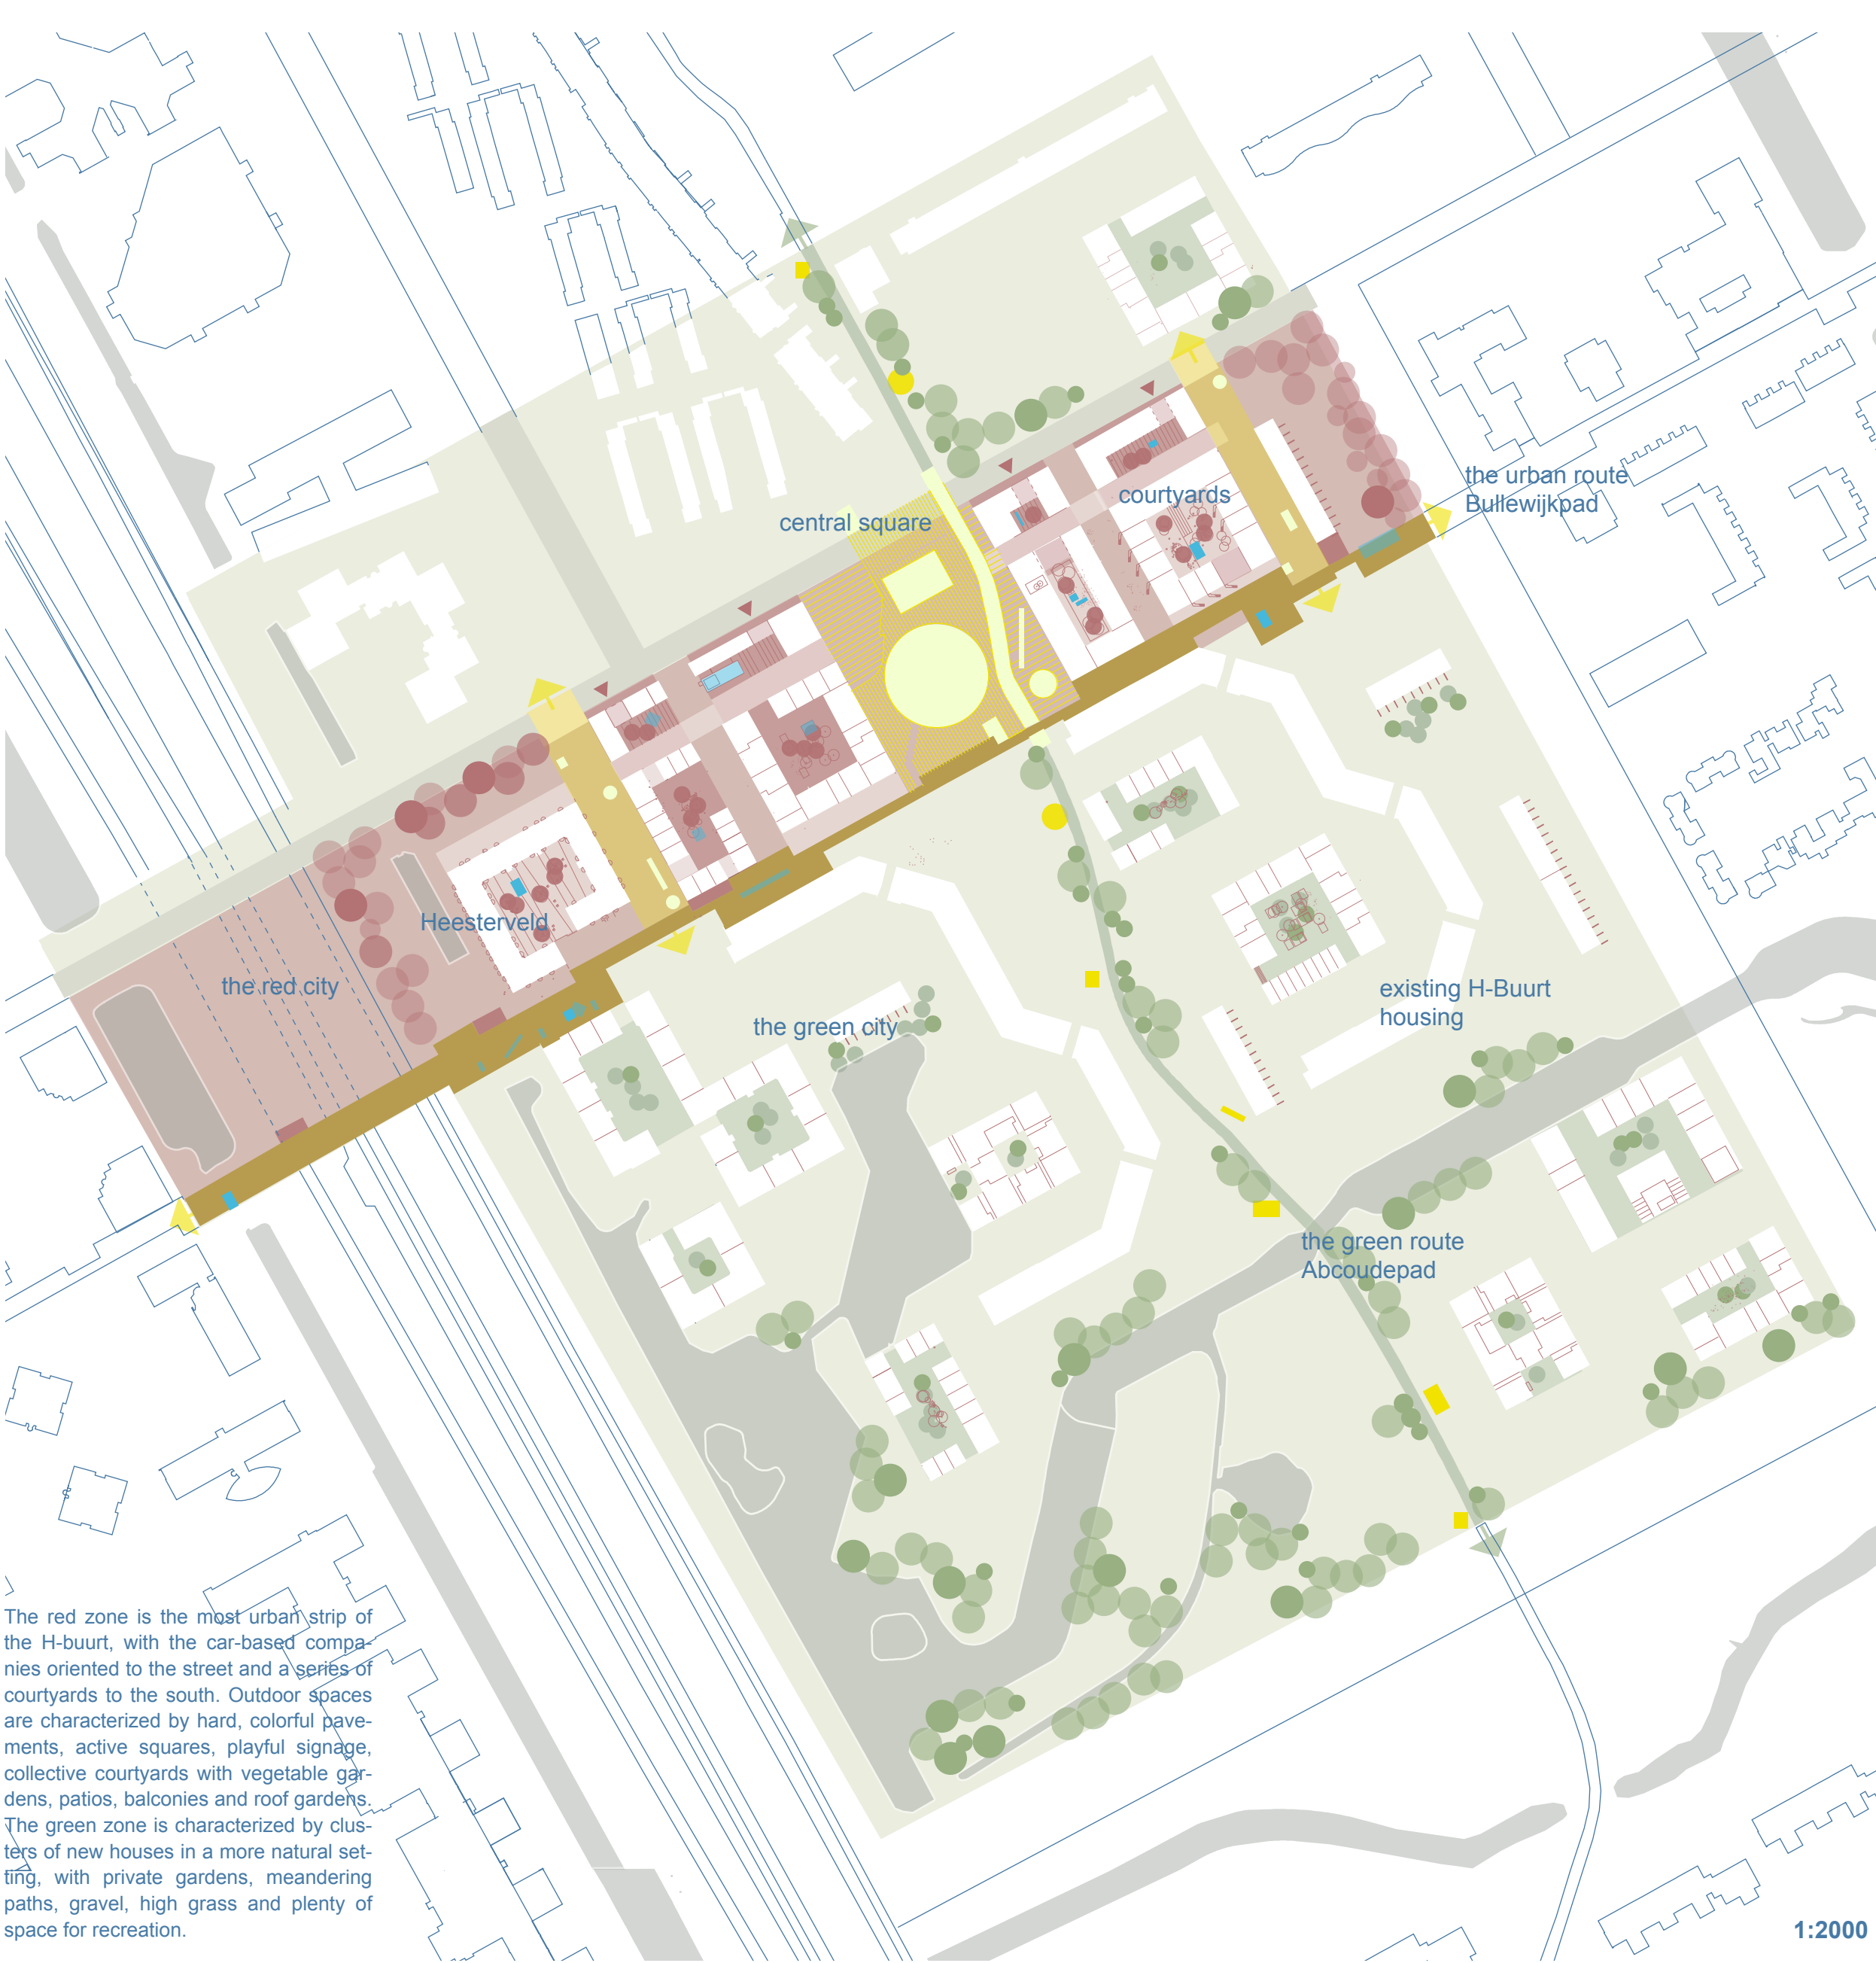 the urban route
Bullewijkpad
courtyards
central square
Heesterveld
the red city
the green city
existing H-Buurt
housing
the green route
Abcoudepad
The red zone is the most urban strip of
the H-buurt, with the car-based compa-
nies oriented to the street and a series of
courtyards to the south. Outdoor spaces
are characterized by hard, colorful pave-
ments, active squares, playful signage,
collective courtyards with vegetable gar-
dens, patios, balconies and roof gardens.
The green zone is characterized by clus-
ters of new houses in a more natural set-
ting, with private gardens, meandering
paths, gravel, high grass and plenty of
space for recreation.
1:2000